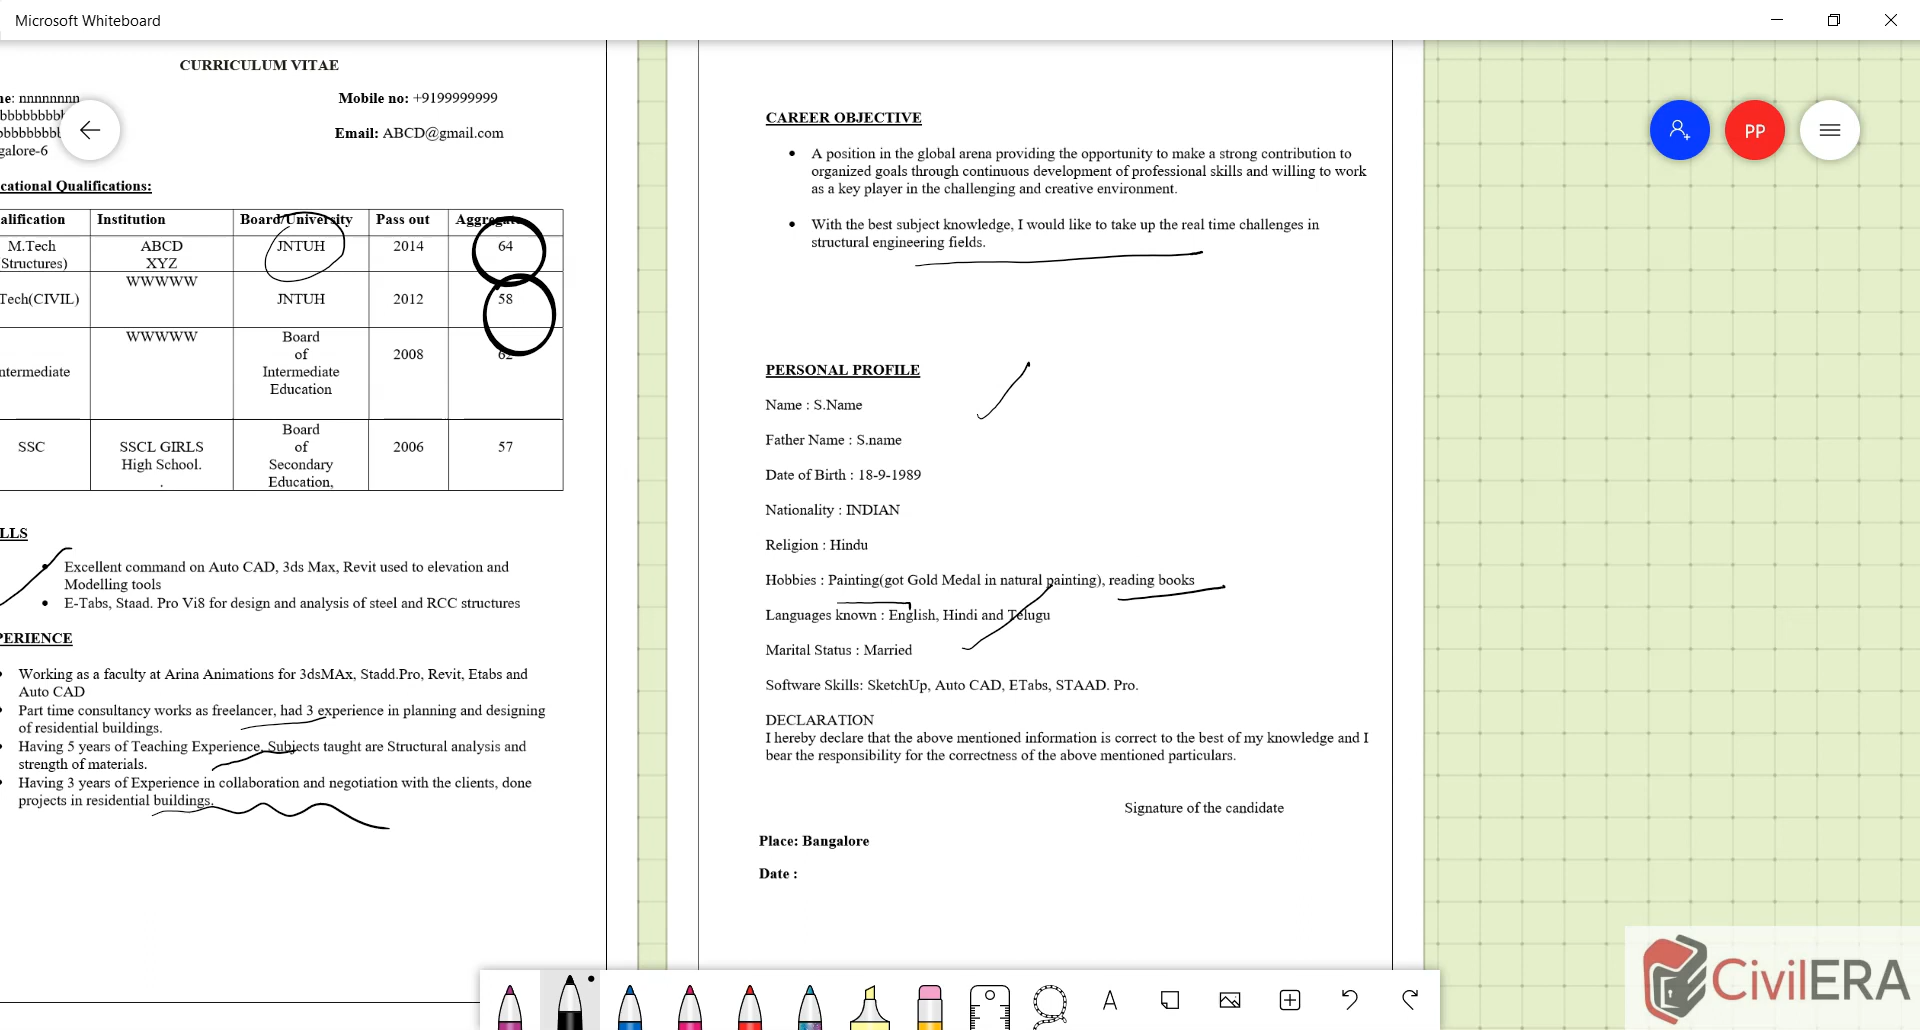 Microsoft Whiteboard
CURRICULUM VITAE
ne: nnnnnnnn
Mobile no: +9199999999
Email: ABCD@gmail.com
galore-6
cational Qualifications:
alification Institution Board/University Pass out Aggregate
M.Tech ABCD JNTUH 2014 64
Structures) XYZ
WWWWW
Tech(CIVIL) JNTUH 2012 58
WWWWW Board
of 2008 62
ntermediate Intermediate
Education
Board
SSC SSCL GIRLS of 2006 57
High School. Secondary
. Education,
LLS
• Excellent command on Auto CAD, 3ds Max, Revit used to elevation and
Modelling tools
• E-Tabs, Staad. Pro Vi8 for design and analysis of steel and RCC structures
PERIENCE
Working as a faculty at Arina Animations for 3dsMAx, Stadd.Pro, Revit, Etabs and
Auto CAD
Part time consultancy works as freelancer, had 3 experience in planning and designing
of residential buildings.
Having 5 years of Teaching Experience. Subjects taught are Structural analysis and
strength of materials.
Having 3 years of Experience in collaboration and negotiation with the clients, done
projects in residential buildings.
CAREER OBJECTIVE
• A position in the global arena providing the opportunity to make a strong contribution to
organized goals through continuous development of professional skills and willing to work
as a key player in the challenging and creative environment.
• With the best subject knowledge, I would like to take up the real time challenges in
structural engineering fields.
PERSONAL PROFILE
Name : S.Name
Father Name : S.name
Date of Birth : 18-9-1989
Nationality : INDIAN
Religion : Hindu
Hobbies : Painting(got Gold Medal in natural painting), reading books
Languages known : English, Hindi and Telugu
Marital Status : Married
Software Skills: SketchUp, Auto CAD, ETabs, STAAD. Pro.
DECLARATION
I hereby declare that the above mentioned information is correct to the best of my knowledge and I
bear the responsibility for the correctness of the above mentioned particulars.
Signature of the candidate
Place: Bangalore
Date :
PP
A
CivilERA